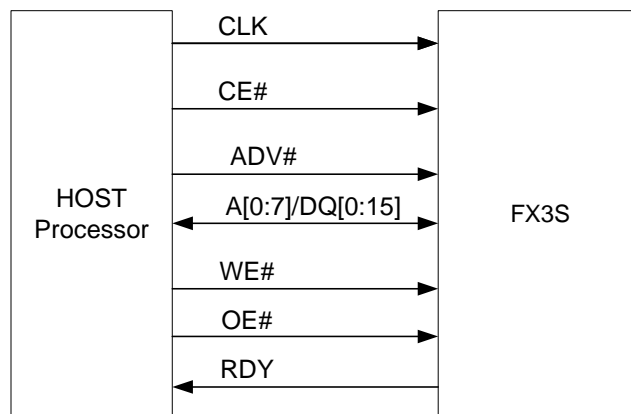 CLK
CE#
ADV#
A[0:7]/DQ[0:15]
HOST
Processor
FX3S
WE#
OE#
RDY